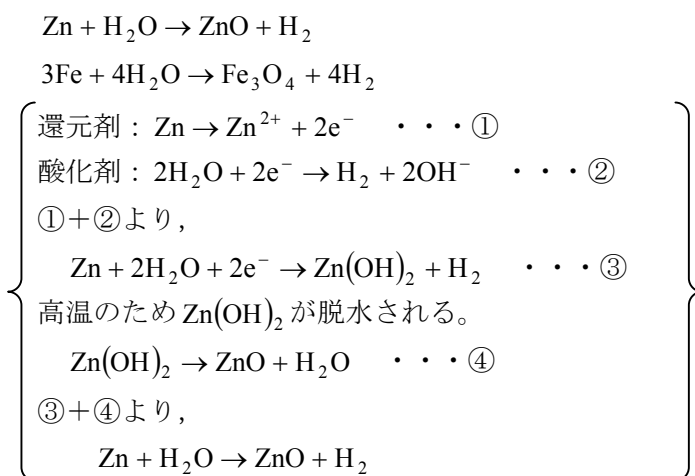 Zn + H₂O → ZnO + H₂
3Fe + 4H₂O → Fe₃O₄ + 4H₂
還元剤：Zn → Zn²⁺ + 2e⁻ ・・・①
酸化剤：2H₂O + 2e⁻ → H₂ + 2OH⁻ ・・・②
①＋②より，
Zn + 2H₂O + 2e⁻ → Zn(OH)₂ + H₂ ・・・③
高温のため Zn(OH)₂ が脱水される。
Zn(OH)₂ → ZnO + H₂O ・・・④
③＋④より，
Zn + H₂O → ZnO + H₂